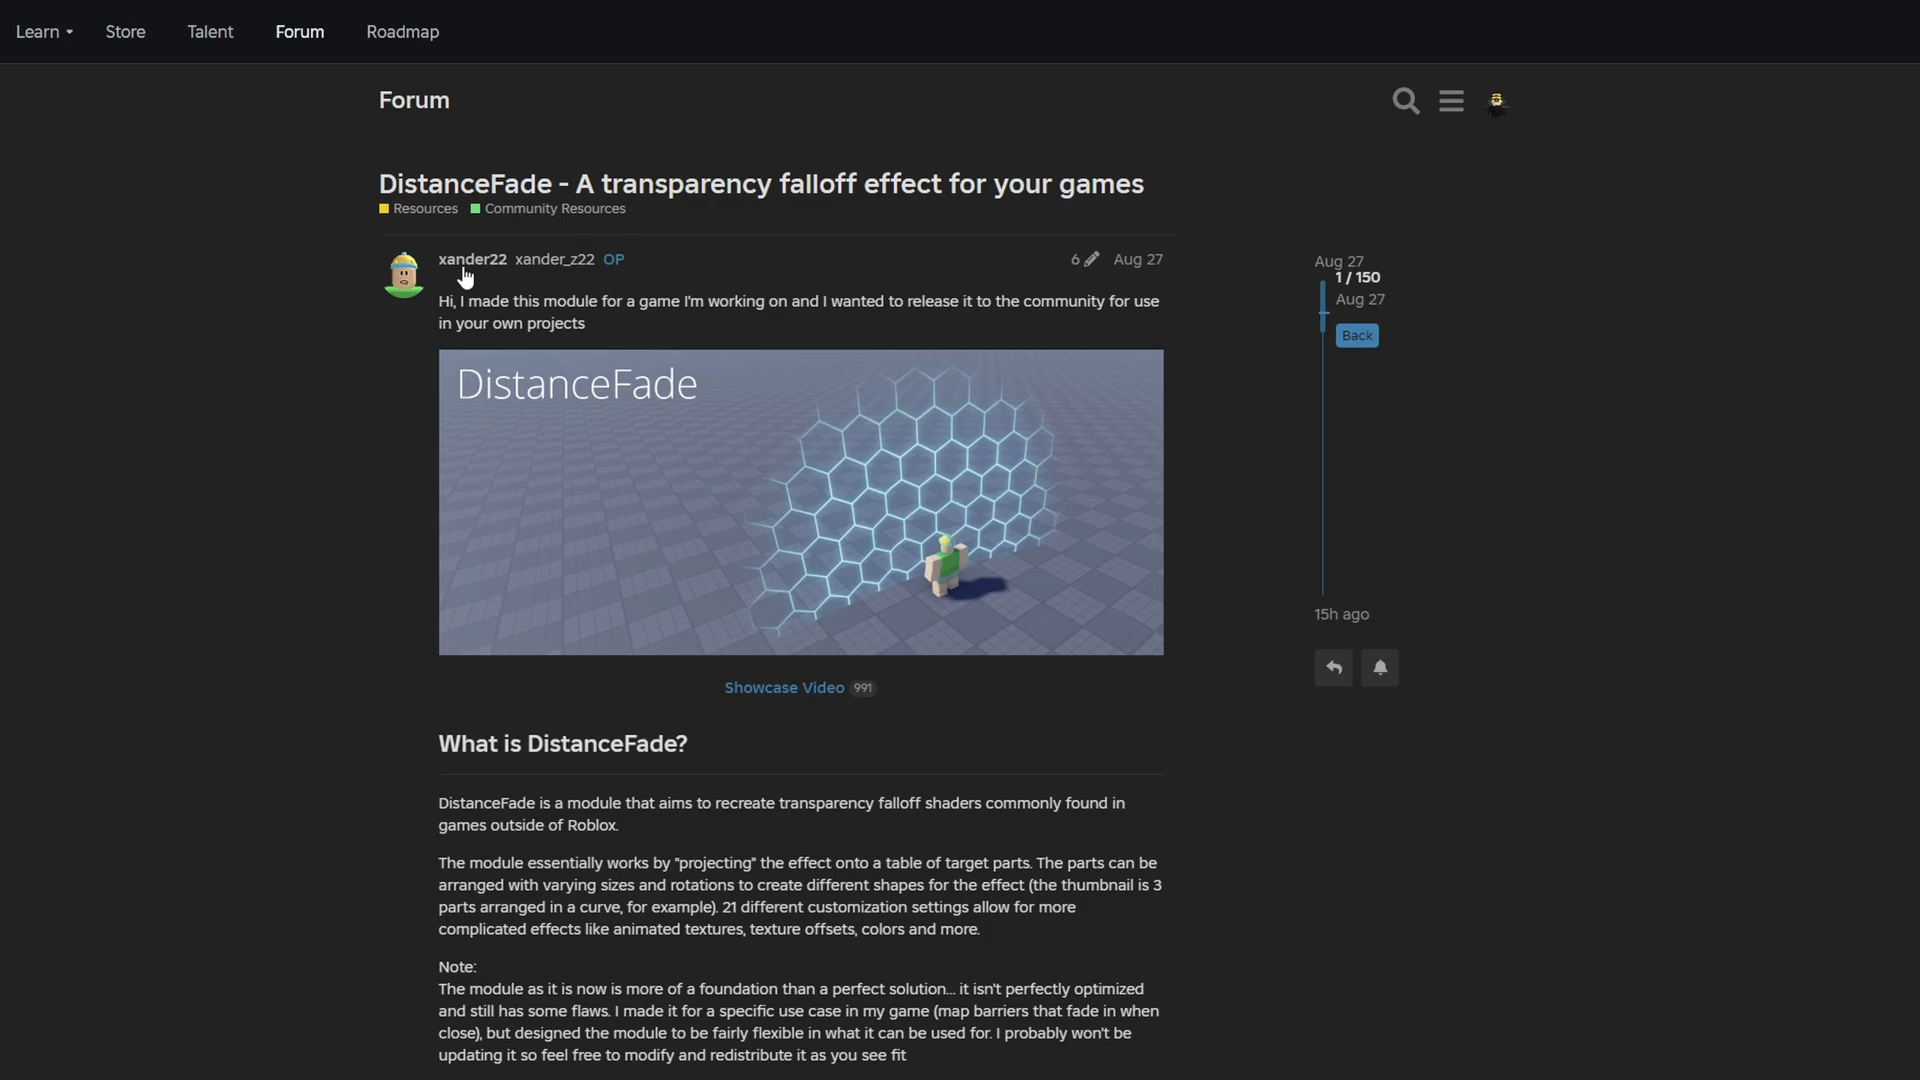 Learn Store Talent Forum Roadmap
Forum
DistanceFade - A transparency falloff effect for your games
Resources Community Resources
xander22 xander_z22 OP 6 Aug 27
Hi, I made this module for a game I'm working on and I wanted to release it to the community for use
in your own projects
DistanceFade
Showcase Video 991
What is DistanceFade?
DistanceFade is a module that aims to recreate transparency falloff shaders commonly found in
games outside of Roblox.
The module essentially works by "projecting" the effect onto a table of target parts. The parts can be
arranged with varying sizes and rotations to create different shapes for the effect (the thumbnail is 3
parts arranged in a curve, for example). 21 different customization settings allow for more
complicated effects like animated textures, texture offsets, colors and more.
Note:
The module as it is now is more of a foundation than a perfect solution... it isn't perfectly optimized
and still has some flaws. I made it for a specific use case in my game (map barriers that fade in when
close), but designed the module to be fairly flexible in what it can be used for. I probably won't be
updating it so feel free to modify and redistribute it as you see fit
Aug 27
1 / 150
Aug 27
Back
15h ago